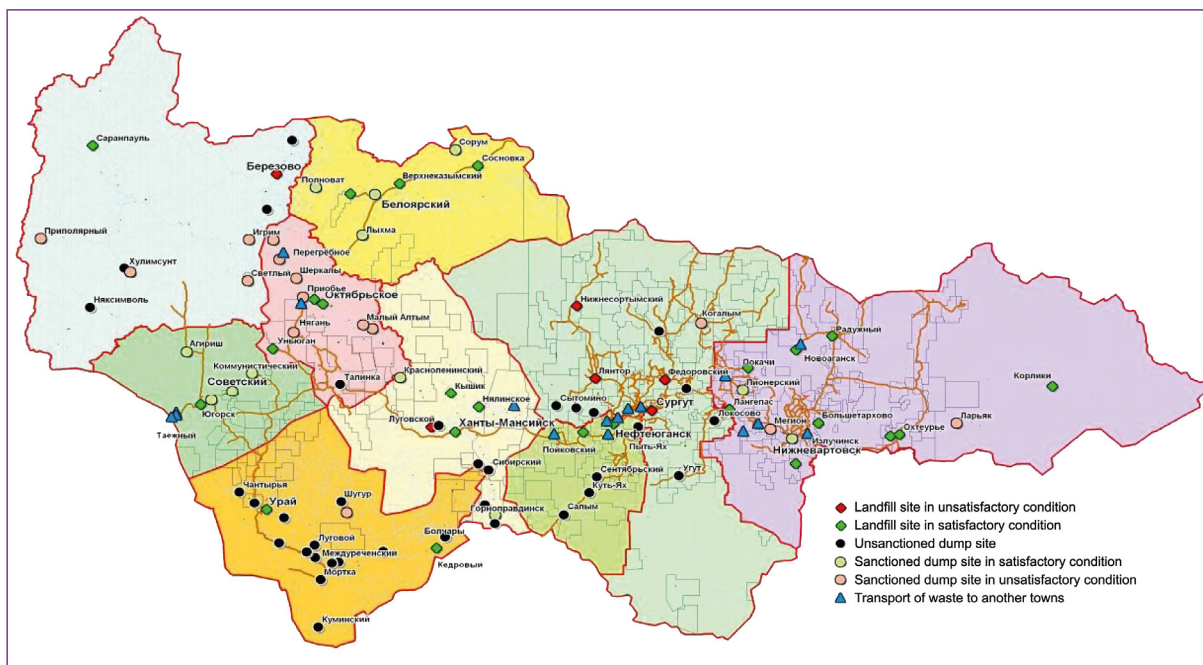 Саранпауль
Березово
Приполярный
Хулимсунт
Няксимволь
Игрим
Светлый
Сорум
Сосновка
Верхнеказымский
Полноват
Белоярский
Лыхма
Перегрёбное
Шеркалы
Приобье
Октябрьское
Малый Алтым
Нягань
Уньюган
Талинка
Агириш
Коммунистический
Советский
Югорск
Таежный
Красноленинский
Кышик
Нялинское
Луговской
Ханты-Мансийск
Сибирский
Горноправдинск
Чантырья
Урай
Шугур
Луговой
Междуреченский
Мортка
Куминский
Болчары
Кедровый
Нижнесортымский
Когалым
Лянтор
Федоровский
Сытомино
Сургут
Локосово
Нефтеюганск
Пойковский
Пыть-Ях
Сентябрьский
Куть-Ях
Салым
Угут
Радужный
Новоаганск
Покачи
Пионерский
Лангепас
Мегион
Большетархово
Излучинск
Нижневартовск
Охтеурье
Ларьяк
Корлики
Landfill site in unsatisfactory condition
Landfill site in satisfactory condition
Unsanctioned dump site
Sanctioned dump site in satisfactory condition
Sanctioned dump site in unsatisfactory condition
Transport of waste to another towns